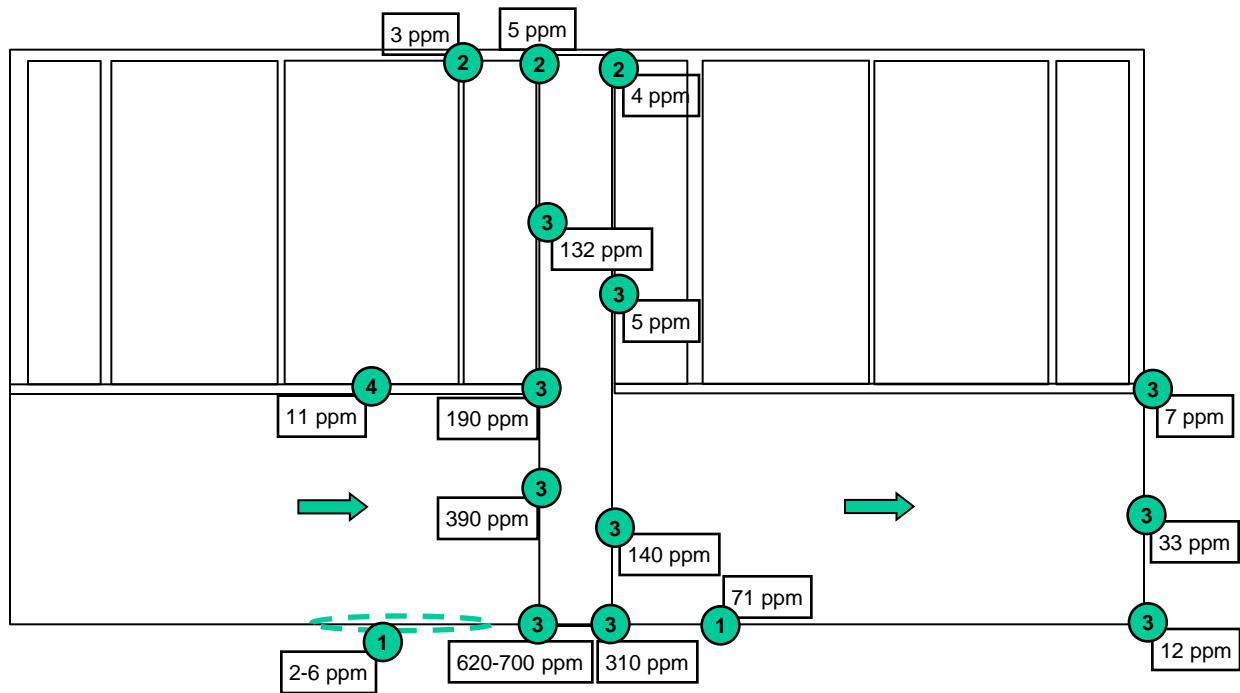 3 ppm
5 ppm
2
2
2
4 ppm
3
132 ppm
3
5 ppm
4
3
3
11 ppm
190 ppm
7 ppm
3
390 ppm
3
3
140 ppm
33 ppm
71 ppm
1
3
3
1
3
2-6 ppm
620-700 ppm
310 ppm
12 ppm